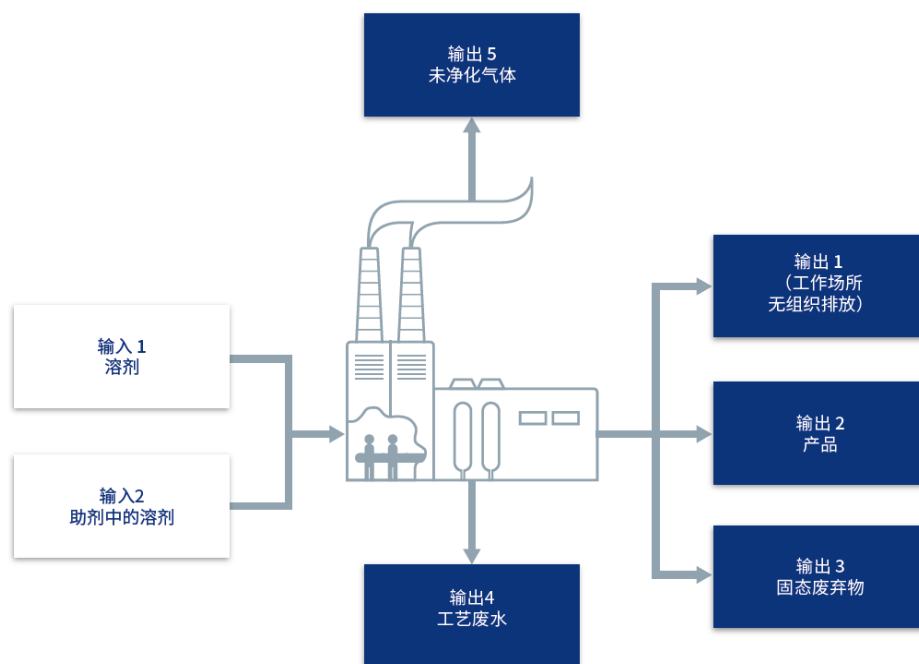 输出 5
未净化气体
输出 1
（工作场所
无组织排放）
输入 1
溶剂
输出 2
产品
输入2
助剂中的溶剂
输出 3
固态废弃物
输出4
工艺废水